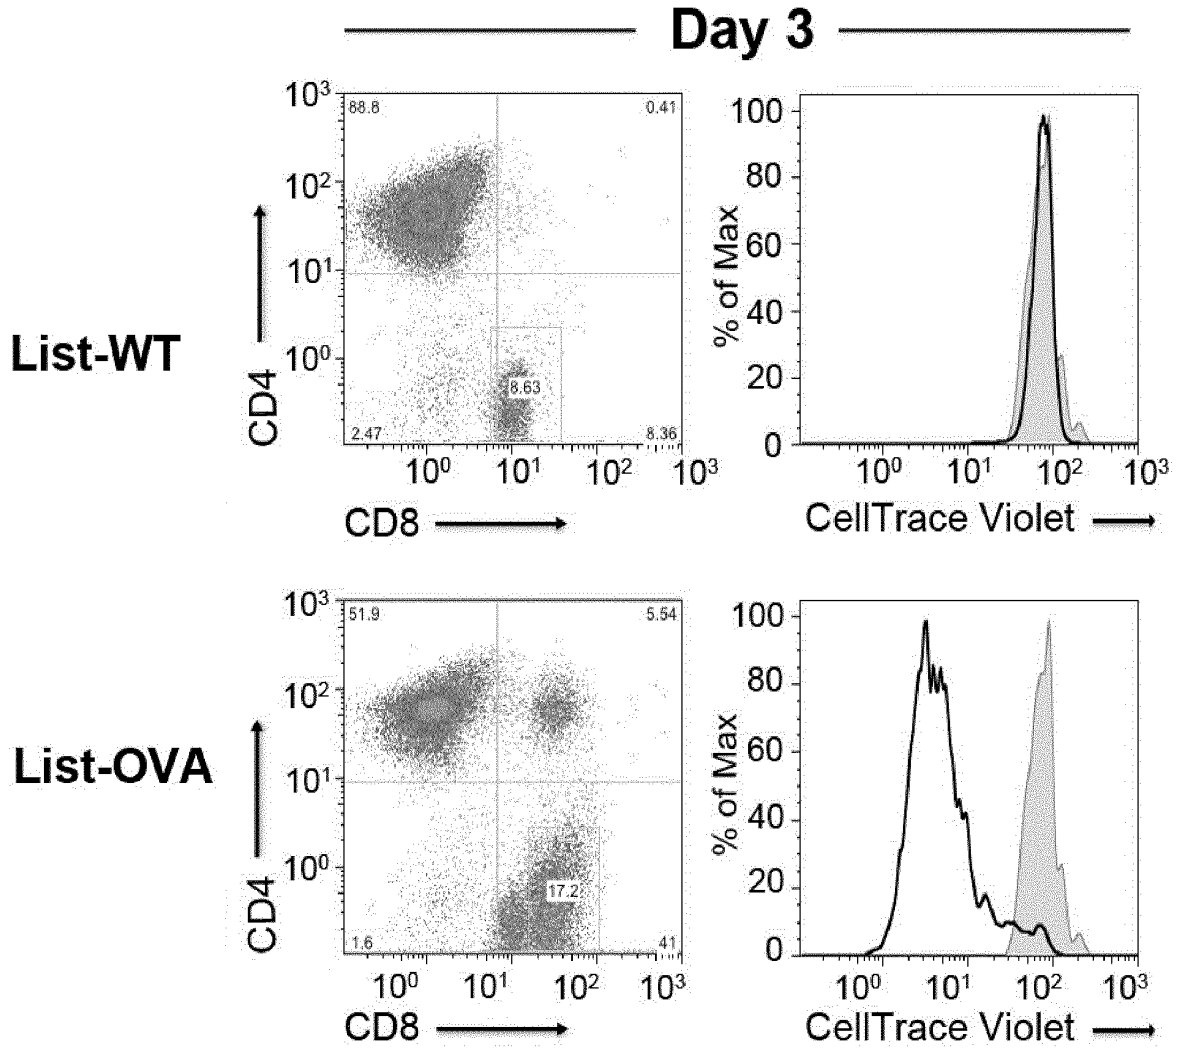 Day 3
List-WT
10³
10²
10¹
10⁰
CD4
88.8
0.41
8.63
2.47
8.36
10⁰ 10¹ 10² 10³
CD8
% of Max
100
80
60
40
20
0
10⁰ 10¹ 10² 10³
CellTrace Violet
List-OVA
10³
10²
10¹
10⁰
CD4
51.9
5.54
17.2
1.6
41
10⁰ 10¹ 10² 10³
CD8
% of Max
100
80
60
40
20
0
10⁰ 10¹ 10² 10³
CellTrace Violet